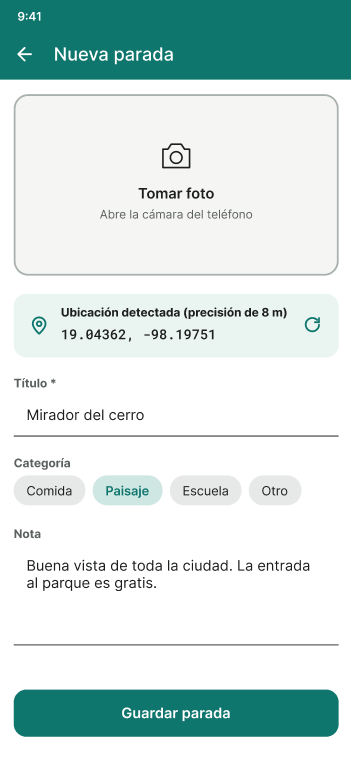 9:41
Nueva parada
Tomar foto
Abre la cámara del teléfono
Ubicación detectada (precisión de 8 m)
19.04362, -98.19751
Título *
Mirador del cerro
Categoría
Comida
Paisaje
Escuela
Otro
Nota
Buena vista de toda la ciudad. La entrada
al parque es gratis.
Guardar parada